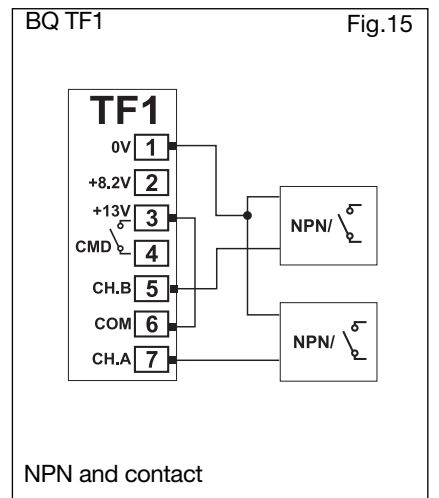 BQ TF1 Fig.15
TF1
0V 1
+8.2V 2
+13V 3
CMD 4
CH.B 5
COM 6
CH.A 7
NPN/
NPN/
NPN and contact